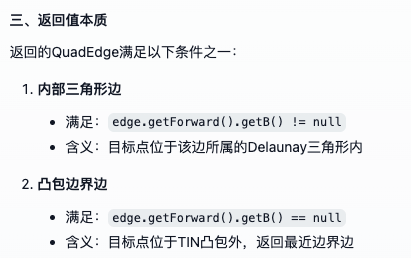 三、返回值本质
返回的QuadEdge满足以下条件之一：
1. 内部三角形边
• 满足：edge.getForward().getB() != null
• 含义：目标点位于该边所属的Delaunay三角形内
2. 凸包边界边
• 满足：edge.getForward().getB() == null
• 含义：目标点位于TIN凸包外，返回最近边界边